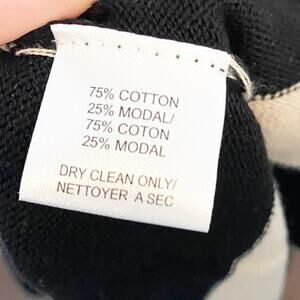 75% COTTON
25% MODAL/
75% COTON
25% MODAL
DRY CLEAN ONLY/
NETTOYER A SEC